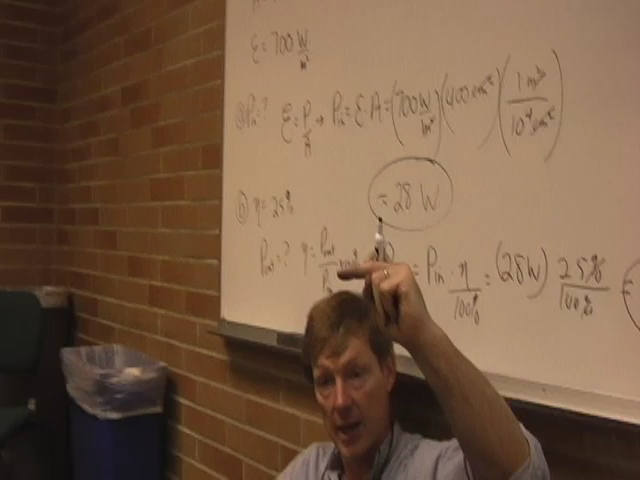 ε = 700 W/m²
ⓐ Pin = ? ε = P/A → Pin = ε · A = (700 W/m²)(400 cm²)(1 m²/10⁴ cm²)
= 28 W
ⓑ η = 25%
Pout = ? η = Pout/Pin = Pin · η/100% = (28W) 25%/100% =